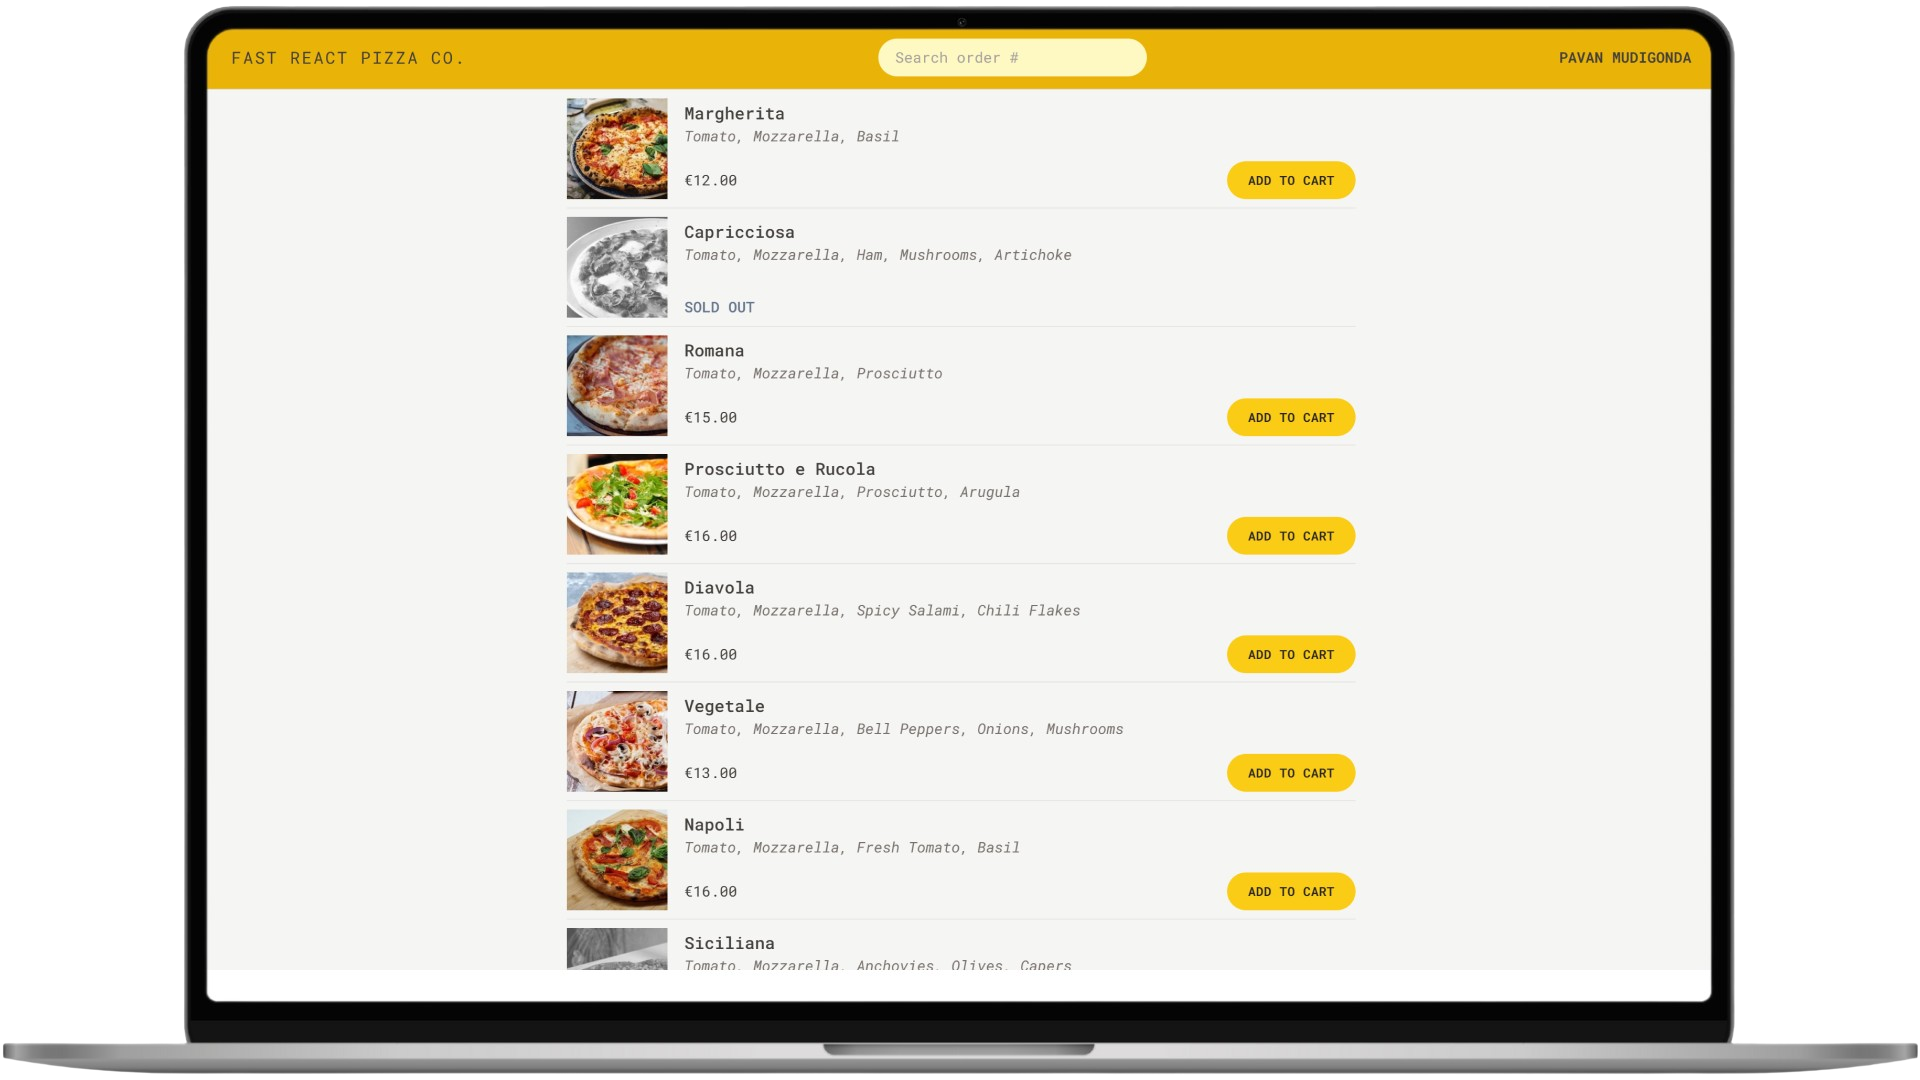 FAST REACT PIZZA CO.
Search order #
PAVAN MUDIGONDA
Margherita
Tomato, Mozzarella, Basil
€12.00
ADD TO CART
Capricciosa
Tomato, Mozzarella, Ham, Mushrooms, Artichoke
SOLD OUT
Romana
Tomato, Mozzarella, Prosciutto
€15.00
ADD TO CART
Prosciutto e Rucola
Tomato, Mozzarella, Prosciutto, Arugula
€16.00
ADD TO CART
Diavola
Tomato, Mozzarella, Spicy Salami, Chili Flakes
€16.00
ADD TO CART
Vegetale
Tomato, Mozzarella, Bell Peppers, Onions, Mushrooms
€13.00
ADD TO CART
Napoli
Tomato, Mozzarella, Fresh Tomato, Basil
€16.00
ADD TO CART
Siciliana
Tomato, Mozzarella, Anchovies, Olives, Capers